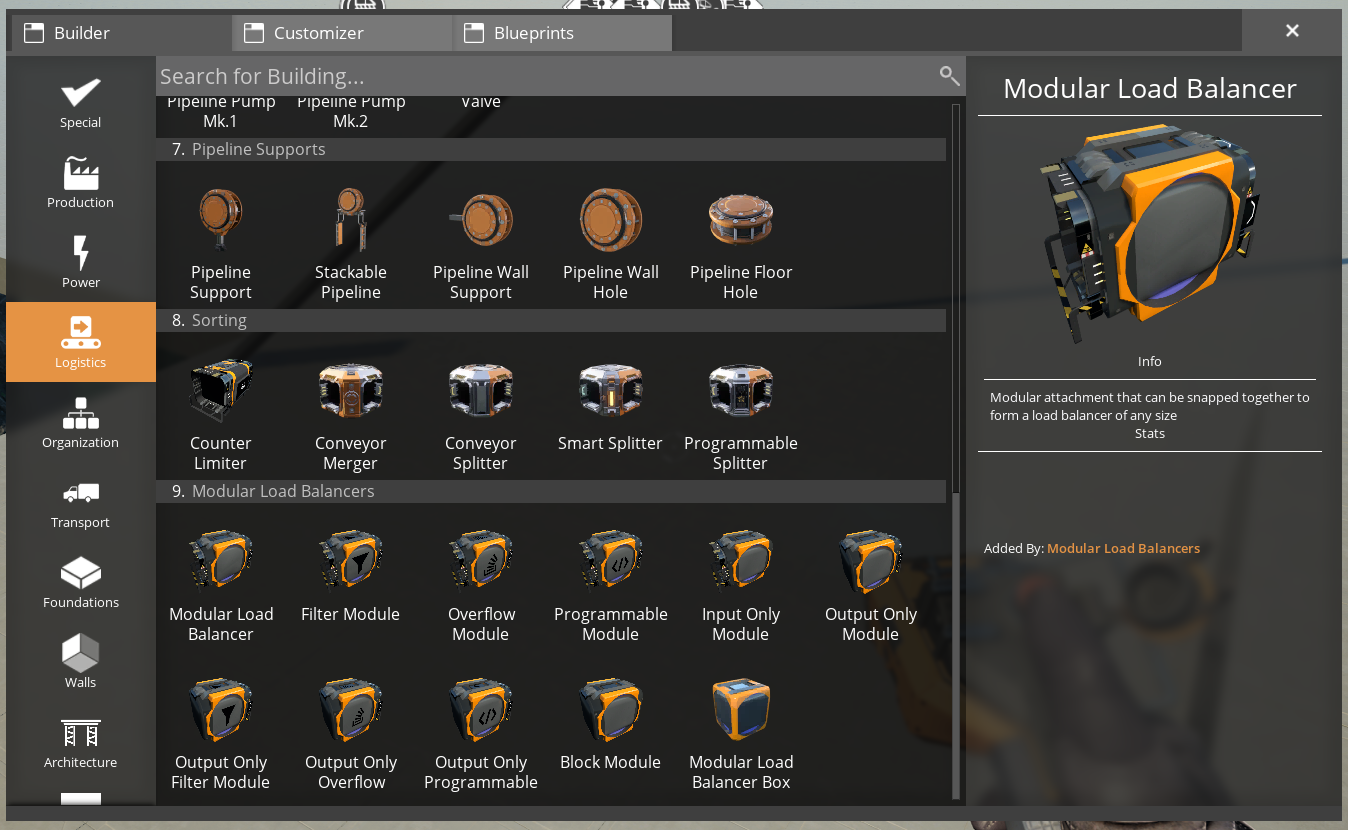 Builder
Customizer
Blueprints
Search for Building...
Special
Production
Power
Logistics
Organization
Transport
Foundations
Walls
Architecture
Pipeline Pump
Mk.1
Pipeline Pump
Mk.2
Valve
7. Pipeline Supports
Pipeline
Support
Stackable
Pipeline
Pipeline Wall
Support
Pipeline Wall
Hole
Pipeline Floor
Hole
8. Sorting
Counter
Limiter
Conveyor
Merger
Conveyor
Splitter
Smart Splitter
Programmable
Splitter
9. Modular Load Balancers
Modular Load
Balancer
Filter Module
Overflow
Module
Programmable
Module
Input Only
Module
Output Only
Module
Output Only
Filter Module
Output Only
Overflow
Output Only
Programmable
Block Module
Modular Load
Balancer Box
Modular Load Balancer
Info
Modular attachment that can be snapped together to
form a load balancer of any size
Stats
Added By: Modular Load Balancers